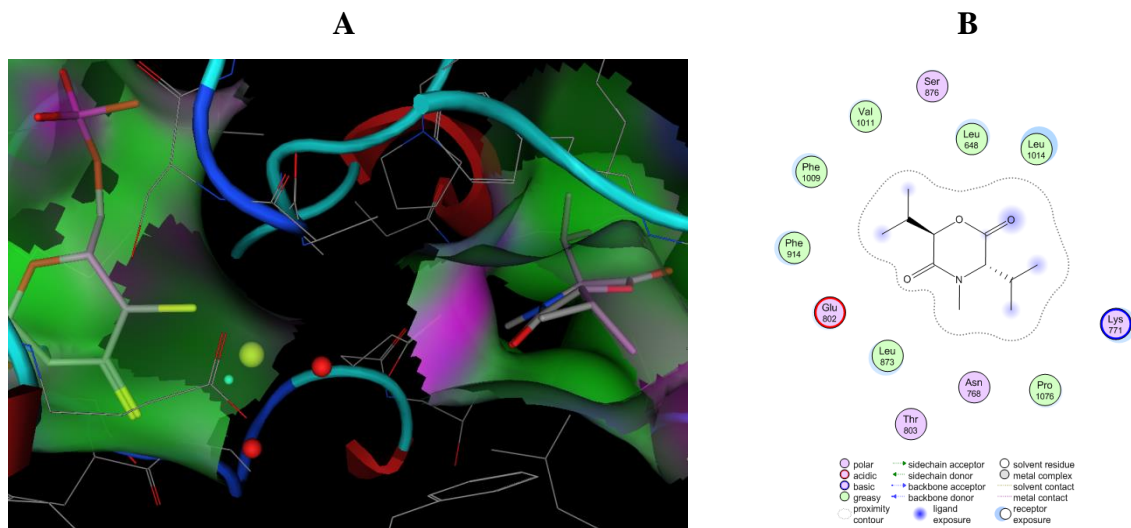 A
B
Ser
876
Val
1011
Leu
648
Leu
1014
Phe
1009
O
O
Phe
914
O
N
Glu
802
Lys
771
Leu
873
Asn
768
Pro
1076
Thr
803
polar sidechain acceptor solvent residue
acidic sidechain donor metal complex
basic backbone acceptor solvent contact
greasy backbone donor metal contact
proximity contour ligand exposure receptor exposure